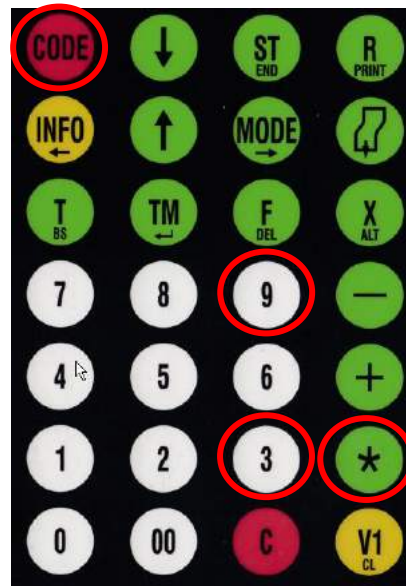 CODE ↓ ST R
END PRINT
INFO ↑ MODE
← →
T TM F X
BS ↵ DEL ALT
7 8 9 −
4 5 6 +
1 2 3 *
0 00 C V1
CL